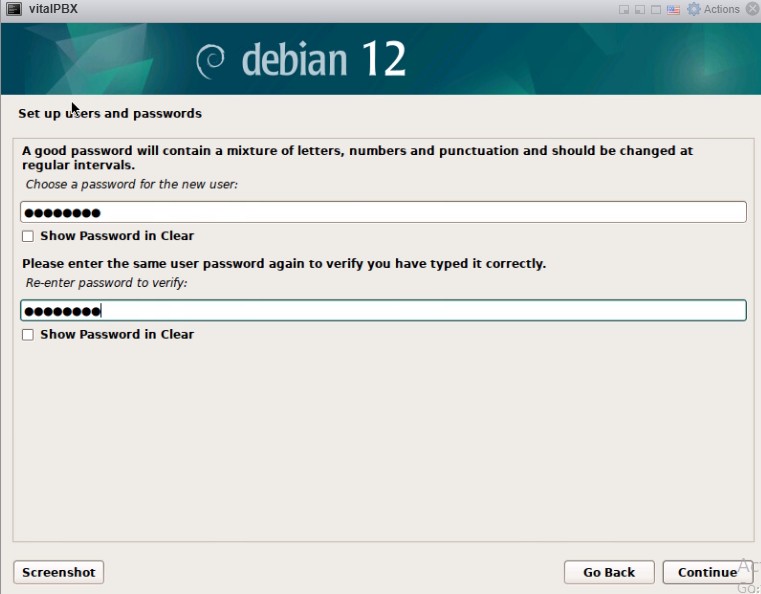 vitalPBX
Actions
debian 12
Set up users and passwords
A good password will contain a mixture of letters, numbers and punctuation and should be changed at
regular intervals.
Choose a password for the new user:
Show Password in Clear
Please enter the same user password again to verify you have typed it correctly.
Re-enter password to verify:
Show Password in Clear
Screenshot
Go Back
Continue